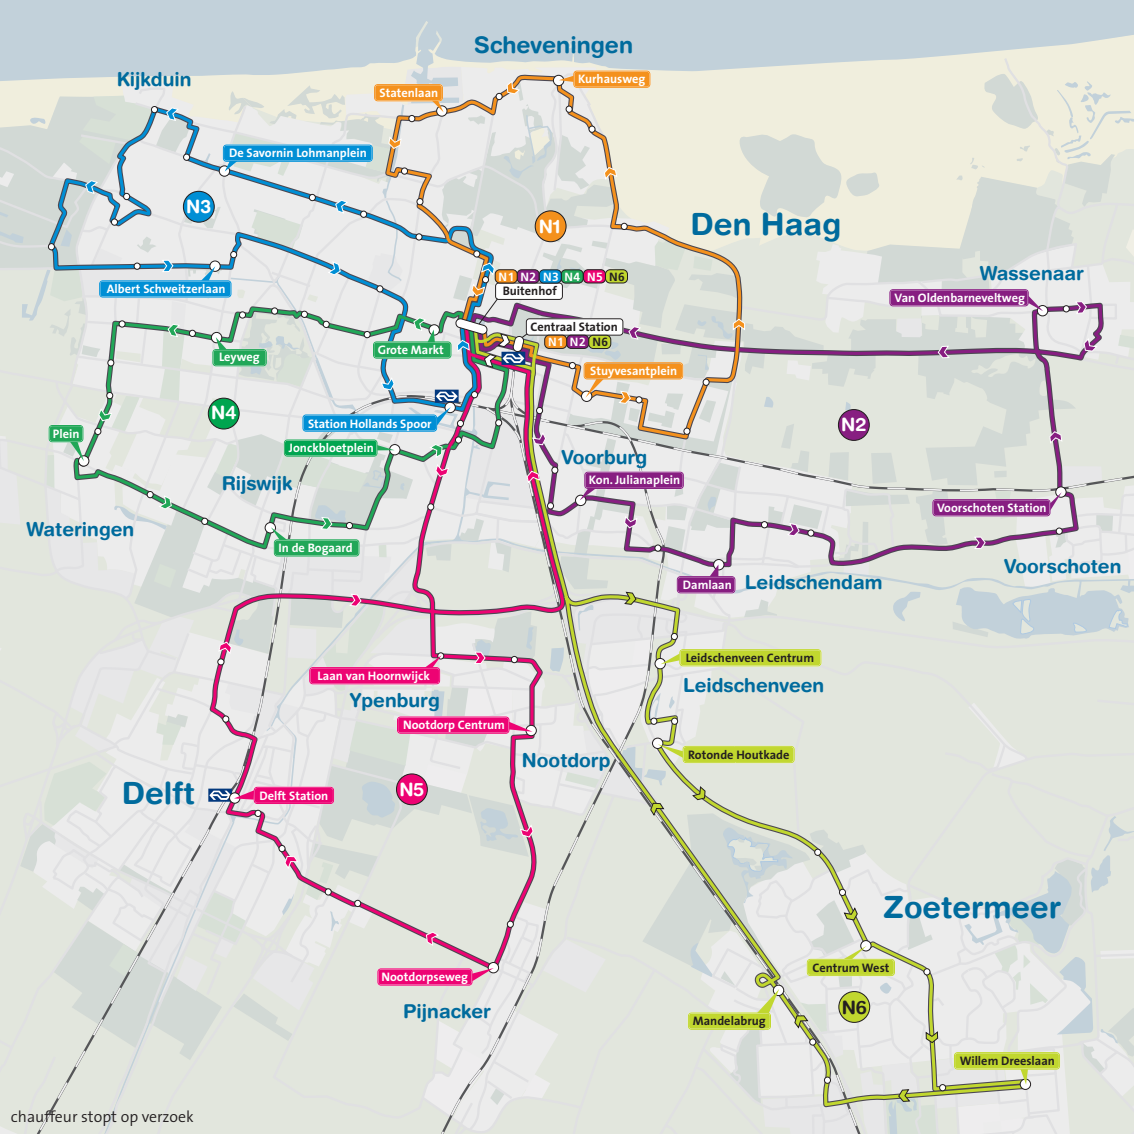 Scheveningen
Kijkduin
Kurhausweg
Statenlaan
De Savornin Lohmanplein
N3
N1
Den Haag
Wassenaar
N1 N2 N3 N4 N5 N6
Buitenhof
Albert Schweitzerlaan
Van Oldenbarneveltweg
Centraal Station
N1 N2 N6
Grote Markt
Leyweg
Stuyvesantplein
N4
N2
Station Hollands Spoor
Plein
Jonckbloetplein
Voorburg
Kon. Julianaplein
Rijswijk
Voorschoten Station
Wateringen
In de Bogaard
Voorschoten
Damlaan
Leidschendam
Leidschenveen Centrum
Laan van Hoornwijck
Leidschenveen
Ypenburg
Nootdorp Centrum
Rotonde Houtkade
Nootdorp
N5
Delft
Delft Station
Zoetermeer
Centrum West
Nootdorpseweg
N6
Pijnacker
Mandelabrug
Willem Dreeslaan
chauffeur stopt op verzoek